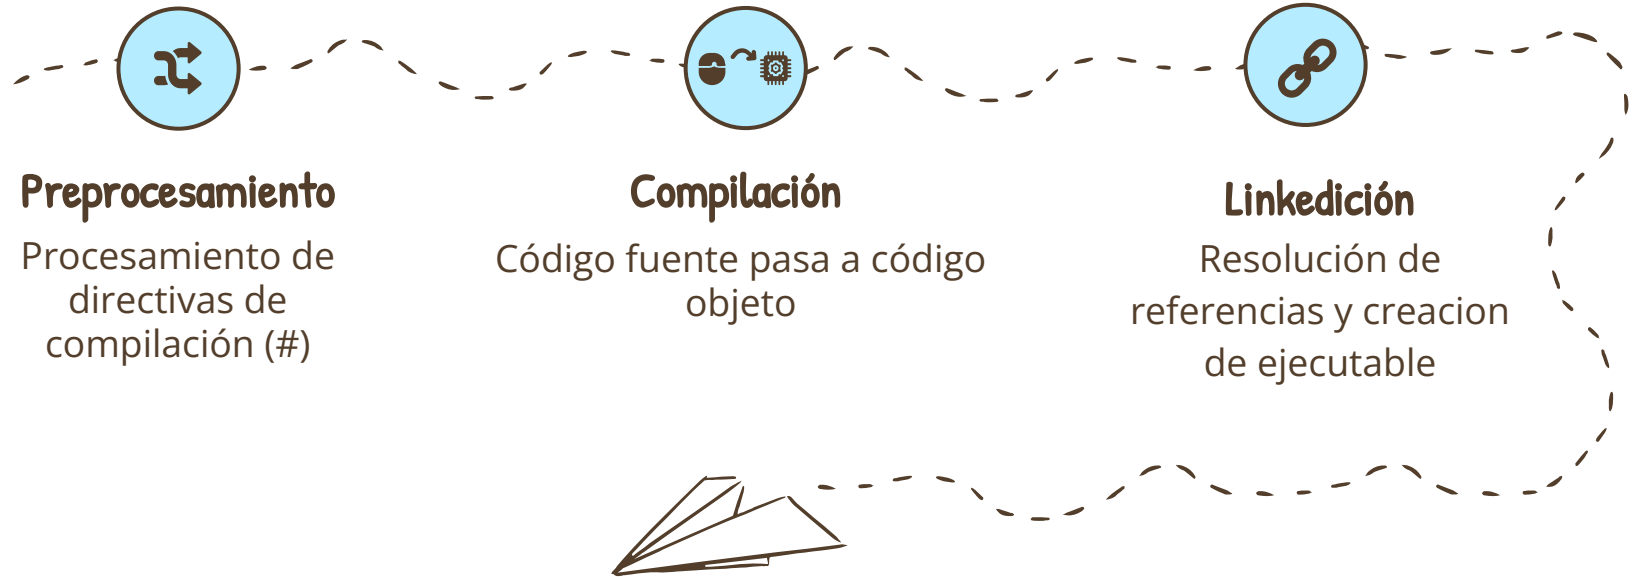 Preprocesamiento
Procesamiento de
directivas de
compilación (#)
Compilación
Código fuente pasa a código
objeto
Linkedición
Resolución de
referencias y creacion
de ejecutable